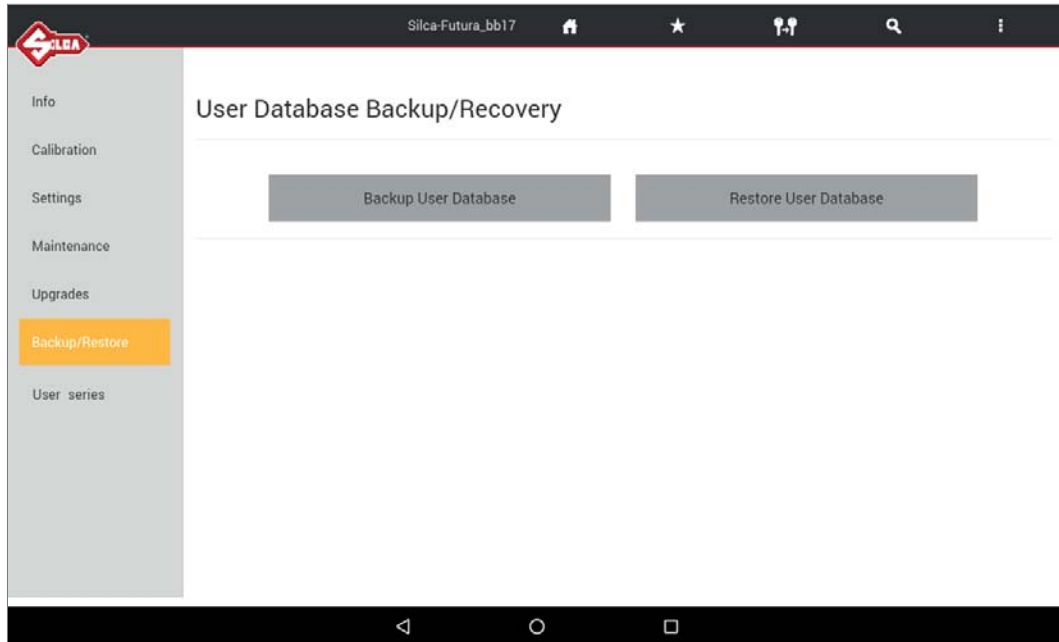 Silca-Futura_bb17
SILCA
Info
Calibration
Settings
Maintenance
Upgrades
Backup/Restore
User series
User Database Backup/Recovery
Backup User Database
Restore User Database